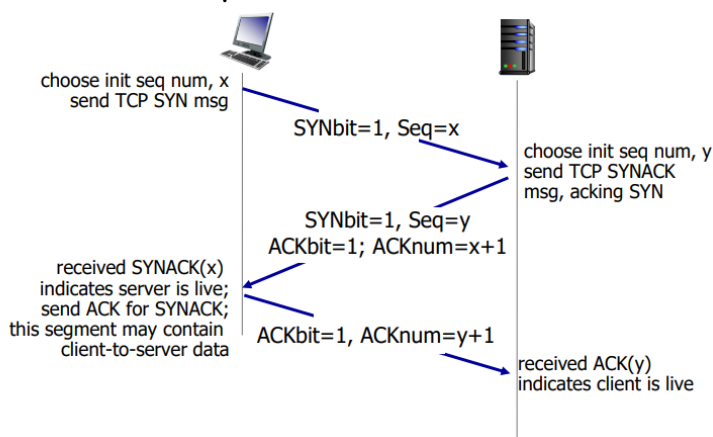 choose init seq num, x
send TCP SYN msg
SYNbit=1, Seq=x
choose init seq num, y
send TCP SYNACK
msg, acking SYN
SYNbit=1, Seq=y
ACKbit=1; ACKnum=x+1
received SYNACK(x)
indicates server is live;
send ACK for SYNACK;
this segment may contain
client-to-server data
ACKbit=1, ACKnum=y+1
received ACK(y)
indicates client is live